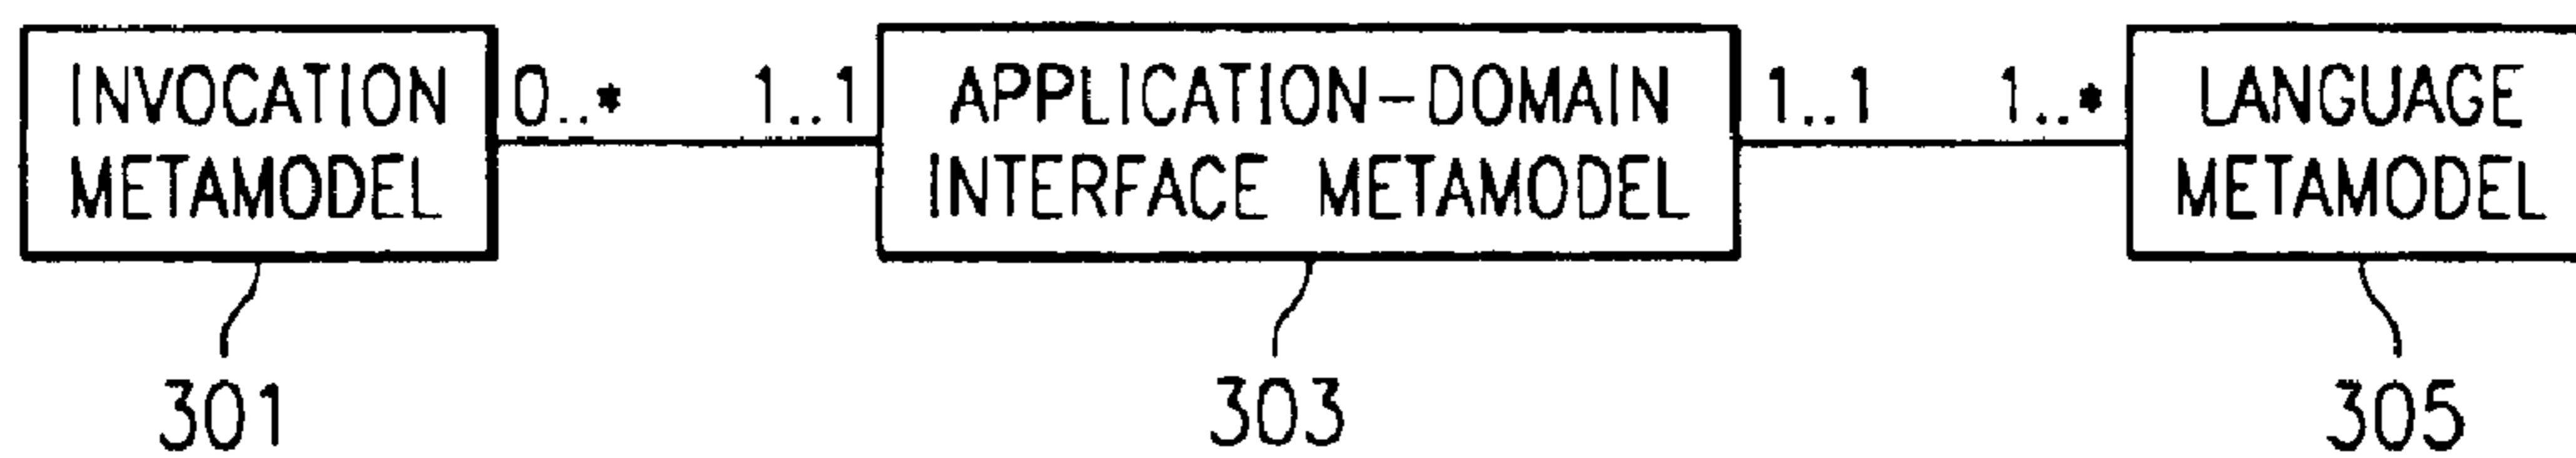 INVOCATION
METAMODEL
0..*
1..1
APPLICATION-DOMAIN
INTERFACE METAMODEL
1..1
1..*
LANGUAGE
METAMODEL
301
303
305